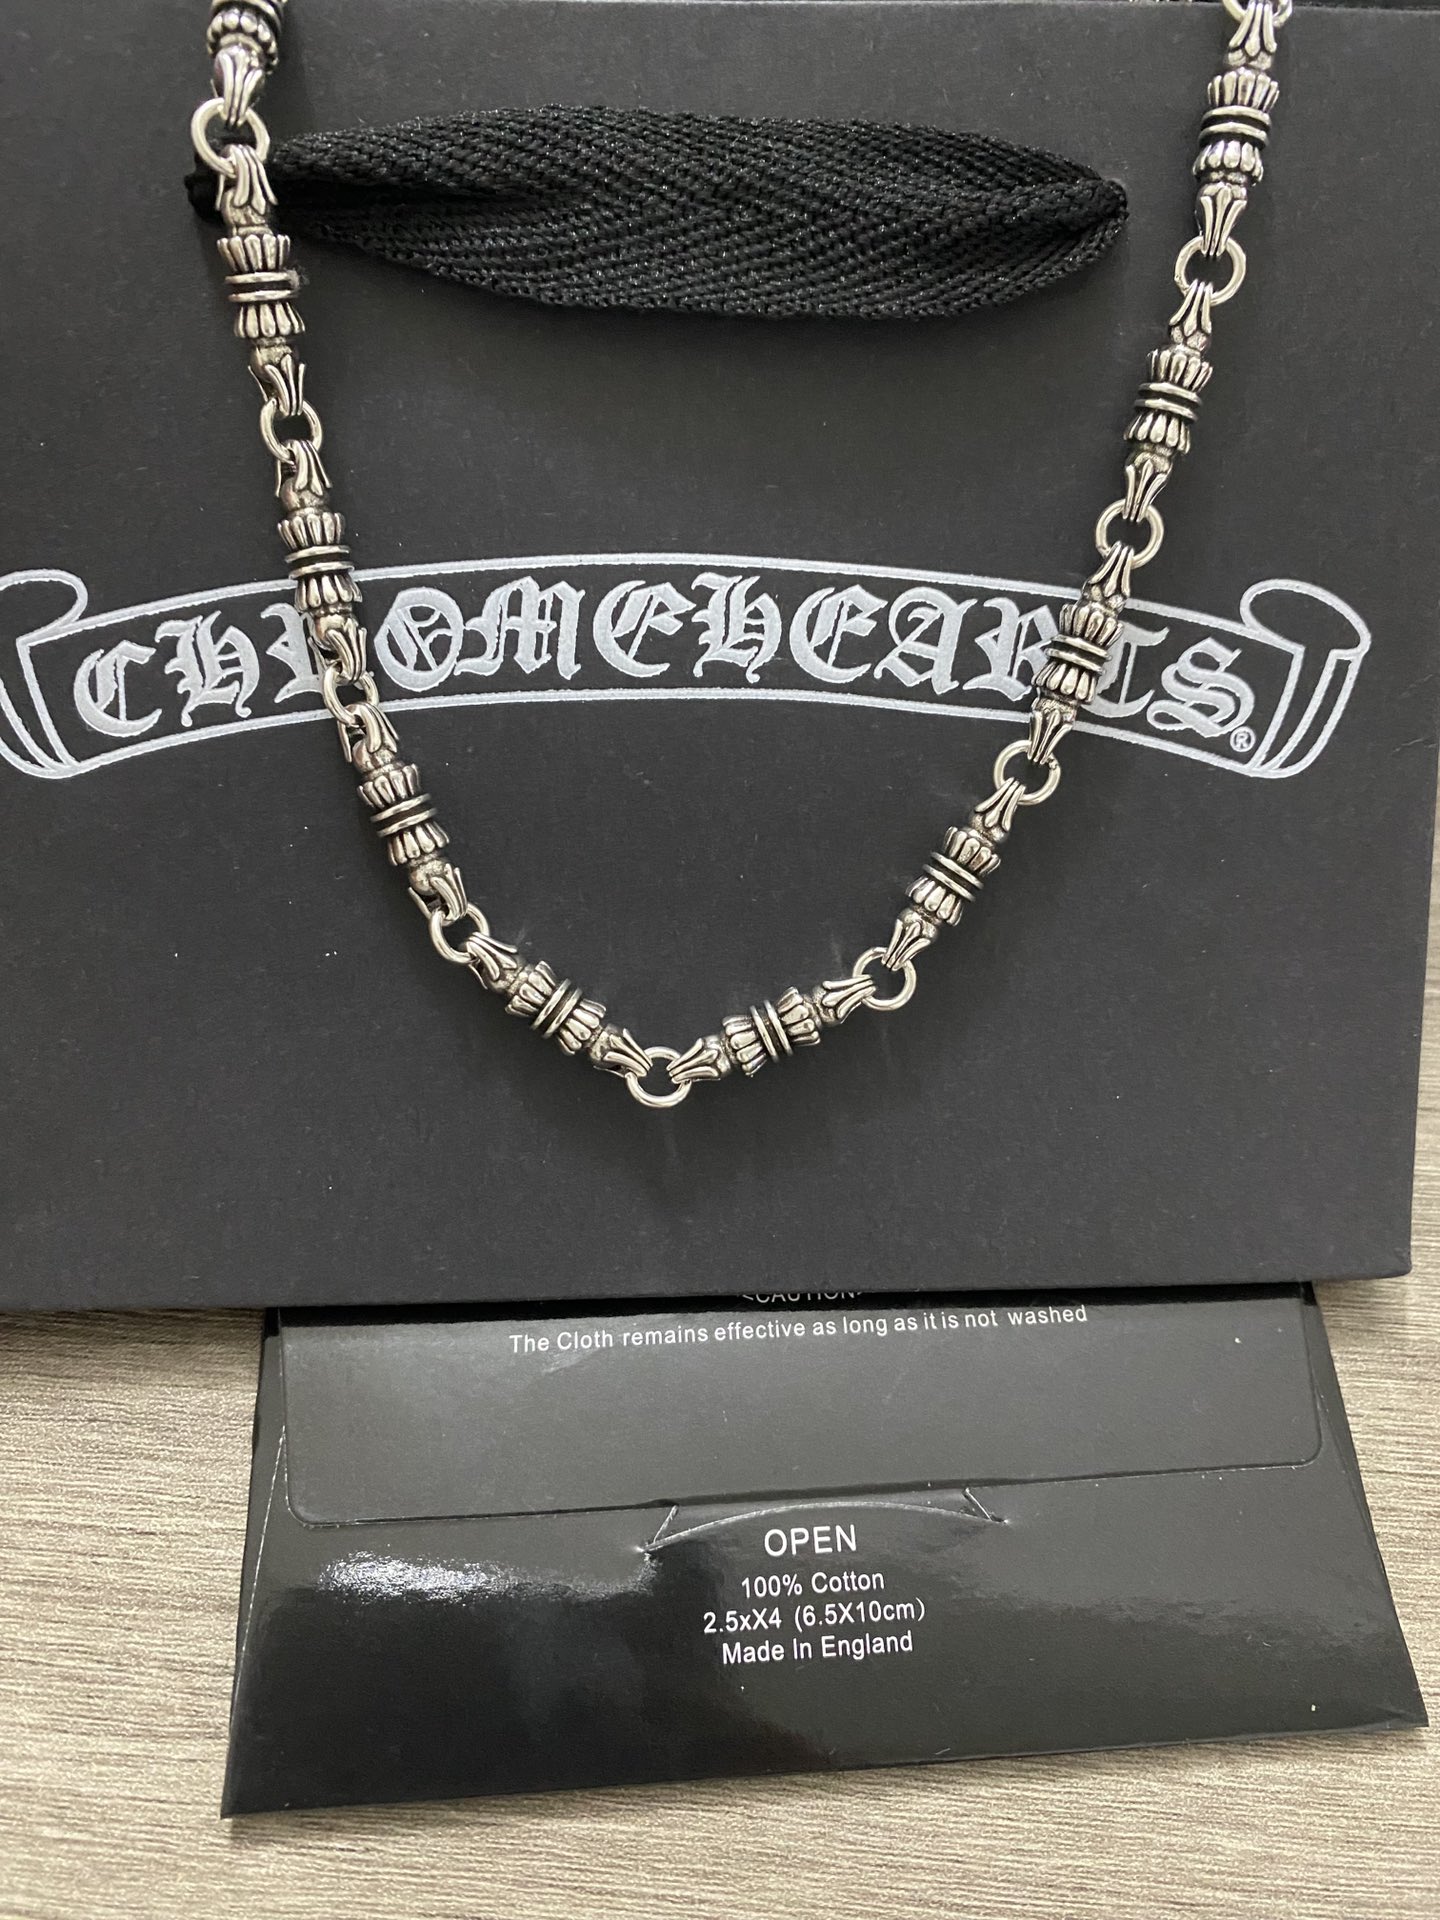 CHROMEHEARTS
®
<CAUTION>
The Cloth remains effective as long as it is not washed
OPEN
100% Cotton
2.5xX4 (6.5X10cm)
Made In England